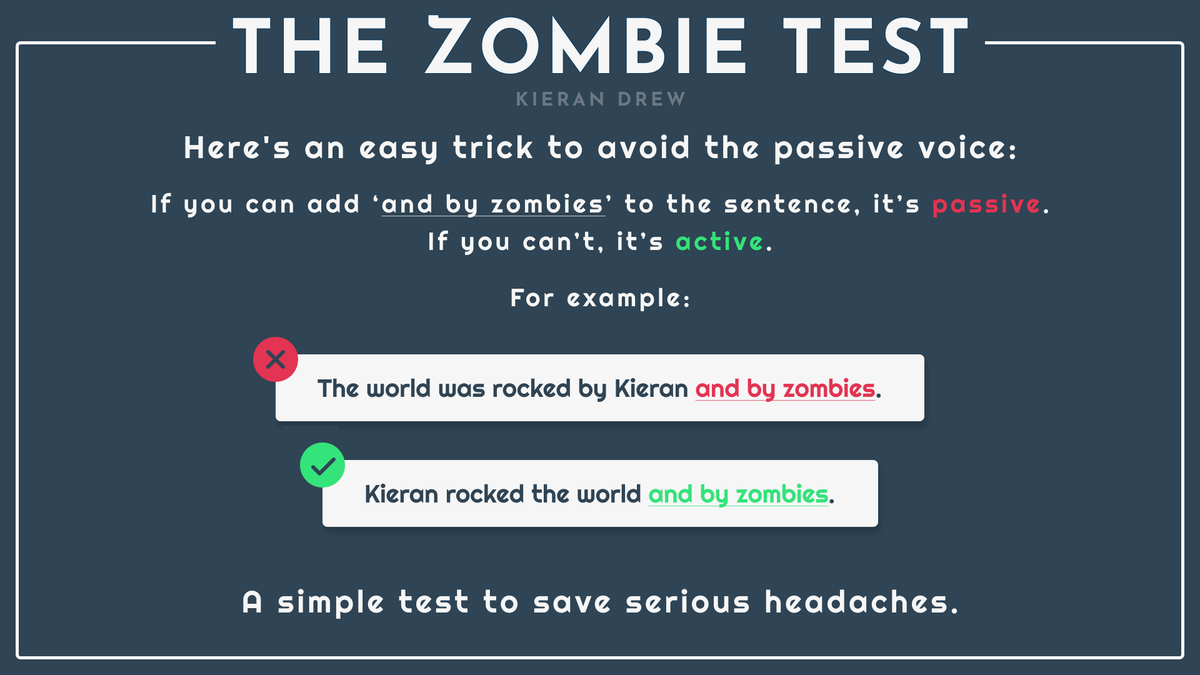 THE ZOMBIE TEST
KIERAN DREW
Here's an easy trick to avoid the passive voice:
If you can add ‘and by zombies’ to the sentence, it’s passive.
If you can’t, it’s active.
For example:
The world was rocked by Kieran and by zombies.
Kieran rocked the world and by zombies.
A simple test to save serious headaches.